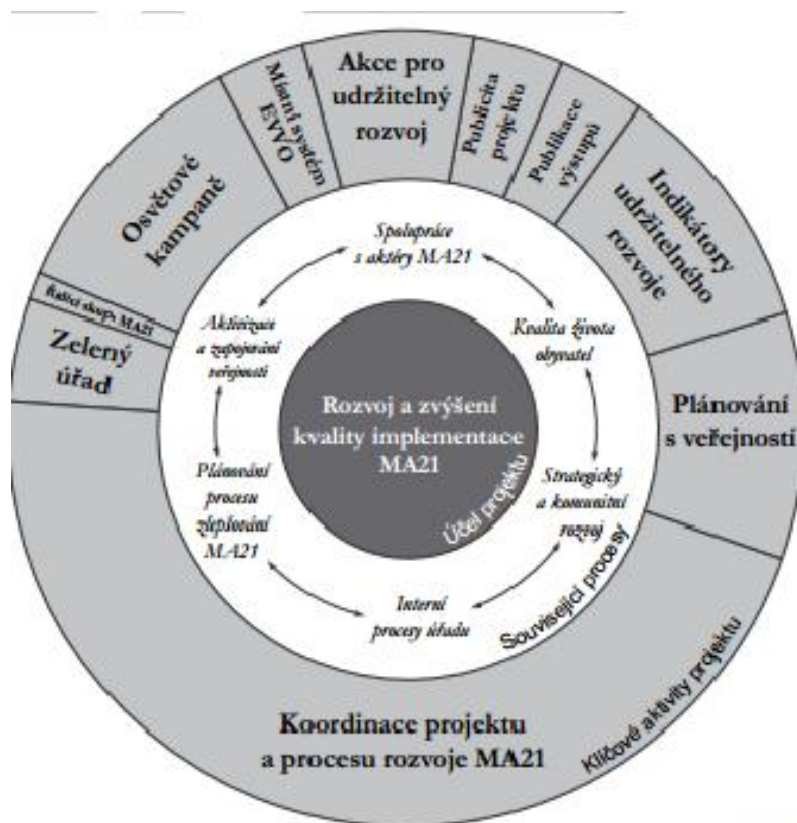 Místní systém
EVVO
Akce pro
udržitelný
rozvoj
Publicita
projektu
Publikace
výstupů
Indikátory
udržitelného
rozvoje
Plánování
s veřejností
Koordinace projektu
a procesu rozvoje MA21
Klíčové aktivity projektu
Zelený
úřad
Řídící skup. MA21
Osvětové
kampaně
Spolupráce
s aktéry MA21
Kvalita života
obyvatel
Strategický
a komunitní
rozvoj
Interní
procesy úřadu
Plánování
procesu
zlepšování
MA21
Aktivizace
a zapojování
veřejnosti
Související procesy
Rozvoj a zvýšení
kvality implementace
MA21
Účel projektu